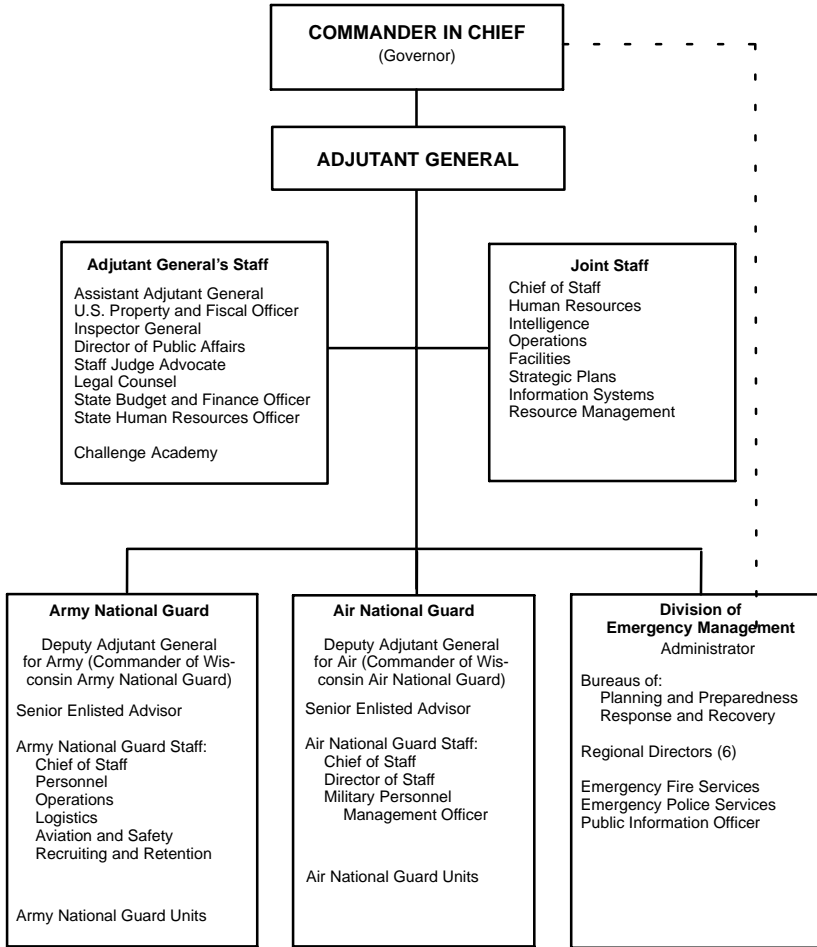 COMMANDER IN CHIEF
(Governor)
ADJUTANT GENERAL
Adjutant General's Staff
Assistant Adjutant General
U.S. Property and Fiscal Officer
Inspector General
Director of Public Affairs
Staff Judge Advocate
Legal Counsel
State Budget and Finance Officer
State Human Resources Officer
Challenge Academy
Joint Staff
Chief of Staff
Human Resources
Intelligence
Operations
Facilities
Strategic Plans
Information Systems
Resource Management
Army National Guard
Deputy Adjutant General
for Army (Commander of Wis-
consin Army National Guard)
Senior Enlisted Advisor
Army National Guard Staff:
Chief of Staff
Personnel
Operations
Logistics
Aviation and Safety
Recruiting and Retention
Army National Guard Units
Air National Guard
Deputy Adjutant General
for Air (Commander of Wis-
consin Air National Guard)
Senior Enlisted Advisor
Air National Guard Staff:
Chief of Staff
Director of Staff
Military Personnel
Management Officer
Air National Guard Units
Division of
Emergency Management
Administrator
Bureaus of:
Planning and Preparedness
Response and Recovery
Regional Directors (6)
Emergency Fire Services
Emergency Police Services
Public Information Officer